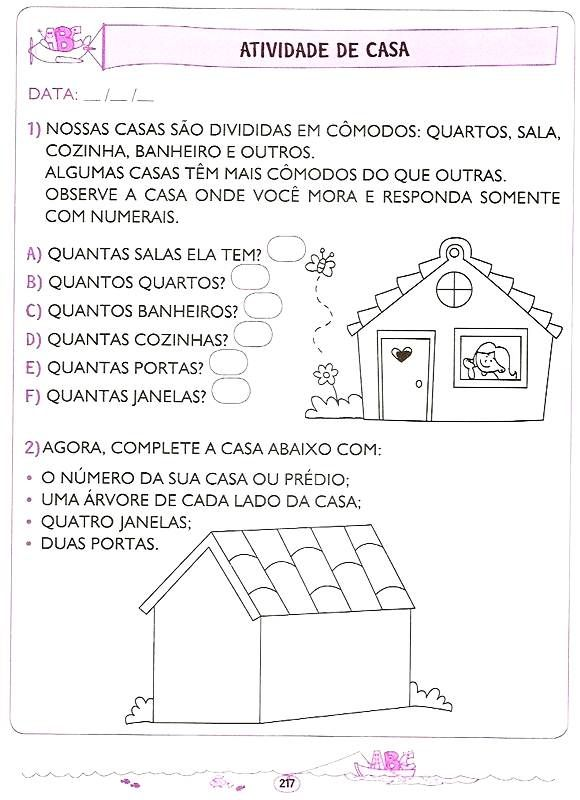 ABC
ATIVIDADE DE CASA
DATA: __ /__ /__
1) NOSSAS CASAS SÃO DIVIDIDAS EM CÔMODOS: QUARTOS, SALA,
COZINHA, BANHEIRO E OUTROS.
ALGUMAS CASAS TÊM MAIS CÔMODOS DO QUE OUTRAS.
OBSERVE A CASA ONDE VOCÊ MORA E RESPONDA SOMENTE
COM NUMERAIS.
A) QUANTAS SALAS ELA TEM?
B) QUANTOS QUARTOS?
C) QUANTOS BANHEIROS?
D) QUANTAS COZINHAS?
E) QUANTAS PORTAS?
F) QUANTAS JANELAS?
2) AGORA, COMPLETE A CASA ABAIXO COM:
• O NÚMERO DA SUA CASA OU PRÉDIO;
• UMA ÁRVORE DE CADA LADO DA CASA;
• QUATRO JANELAS;
• DUAS PORTAS.
ABC
217